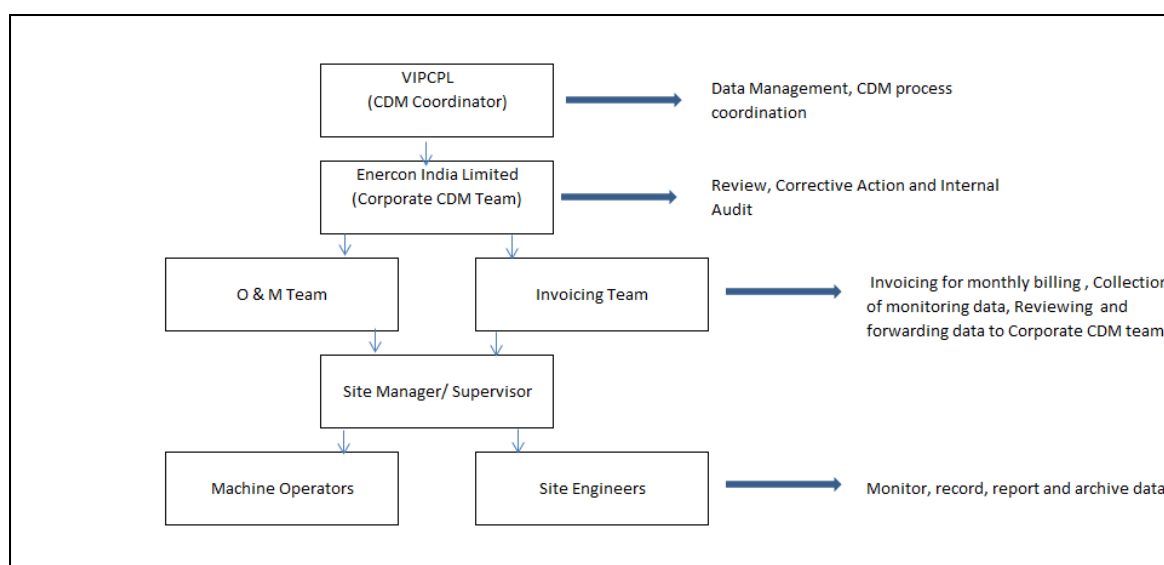 VIPCPL
(CDM Coordinator)
Data Management, CDM process
coordination
Enercon India Limited
(Corporate CDM Team)
Review, Corrective Action and Internal
Audit
O & M Team
Invoicing Team
Invoicing for monthly billing , Collection
of monitoring data, Reviewing and
forwarding data to Corporate CDM team
Site Manager/ Supervisor
Machine Operators
Site Engineers
Monitor, record, report and archive data